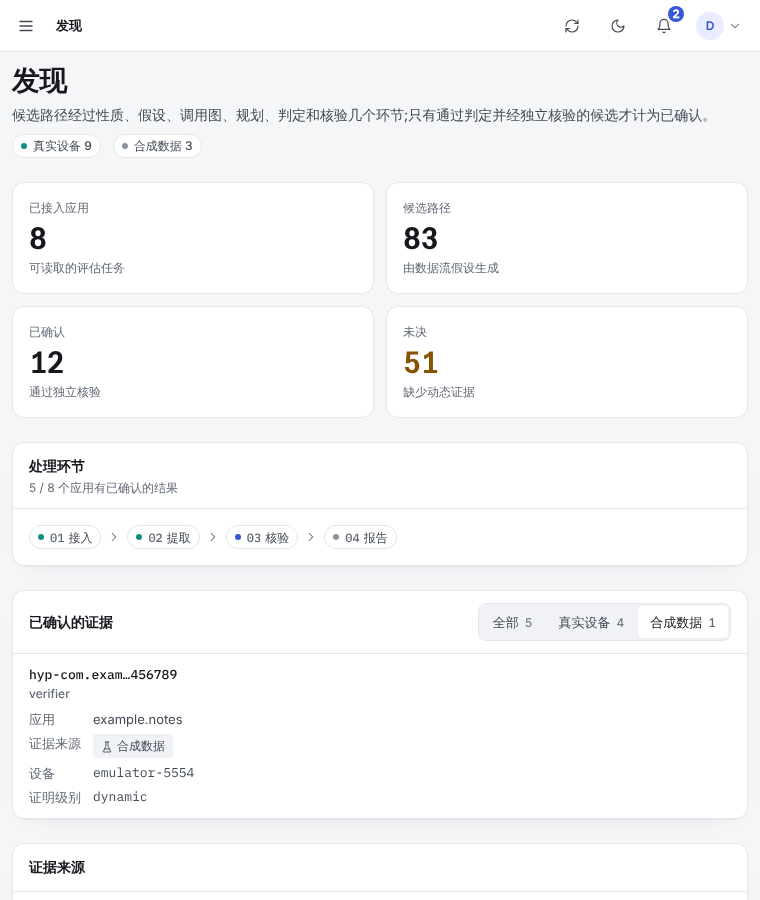 发现
2
D
发现
候选路径经过性质、假设、调用图、规划、判定和核验几个环节;只有通过判定并经独立核验的候选才计为已确认。
真实设备 9
合成数据 3
已接入应用
8
可读取的评估任务
候选路径
83
由数据流假设生成
已确认
12
通过独立核验
未决
51
缺少动态证据
处理环节
5 / 8 个应用有已确认的结果
01 接入
02 提取
03 核验
04 报告
已确认的证据
全部 5
真实设备 4
合成数据 1
hyp-com.exam…456789
verifier
应用 example.notes
证据来源 合成数据
设备 emulator-5554
证明级别 dynamic
证据来源